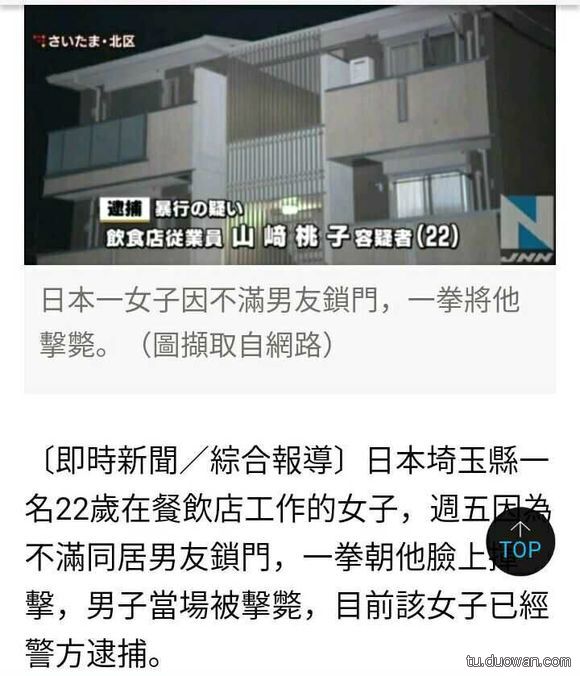 さいたま・北区
逮捕 暴行の疑い
飲食店従業員 山﨑桃子容疑者(22)
N
JNN
日本一女子因不滿男友鎖門，一拳將他
擊斃。（圖擷取自網路）
〔即時新聞／綜合報導〕日本埼玉縣一
名22歲在餐飲店工作的女子，週五因為
不滿同居男友鎖門，一拳朝他臉上揮
擊，男子當場被擊斃，目前該女子已經
警方逮捕。
TOP
tu.duowan.com